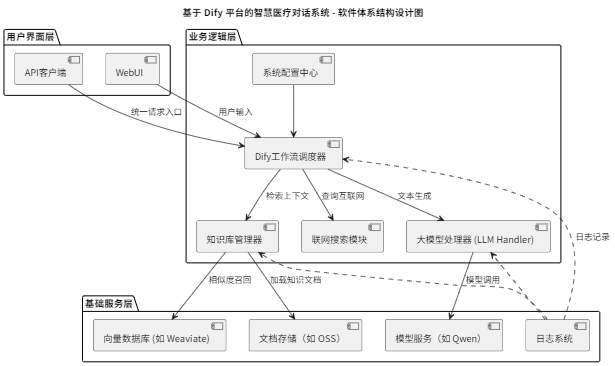 基于 Dify 平台的智慧医疗对话系统 - 软件体系结构设计图
用户界面层
业务逻辑层
API客户端
WebUI
系统配置中心
统一请求入口
用户输入
Dify工作流调度器
检索上下文
查询互联网
文本生成
知识库管理器
联网搜索模块
大模型处理器 (LLM Handler)
日志记录
相似度召回
加载知识文档
模型调用
基础服务层
向量数据库 (如 Weaviate)
文档存储（如 OSS）
模型服务（如 Qwen）
日志系统